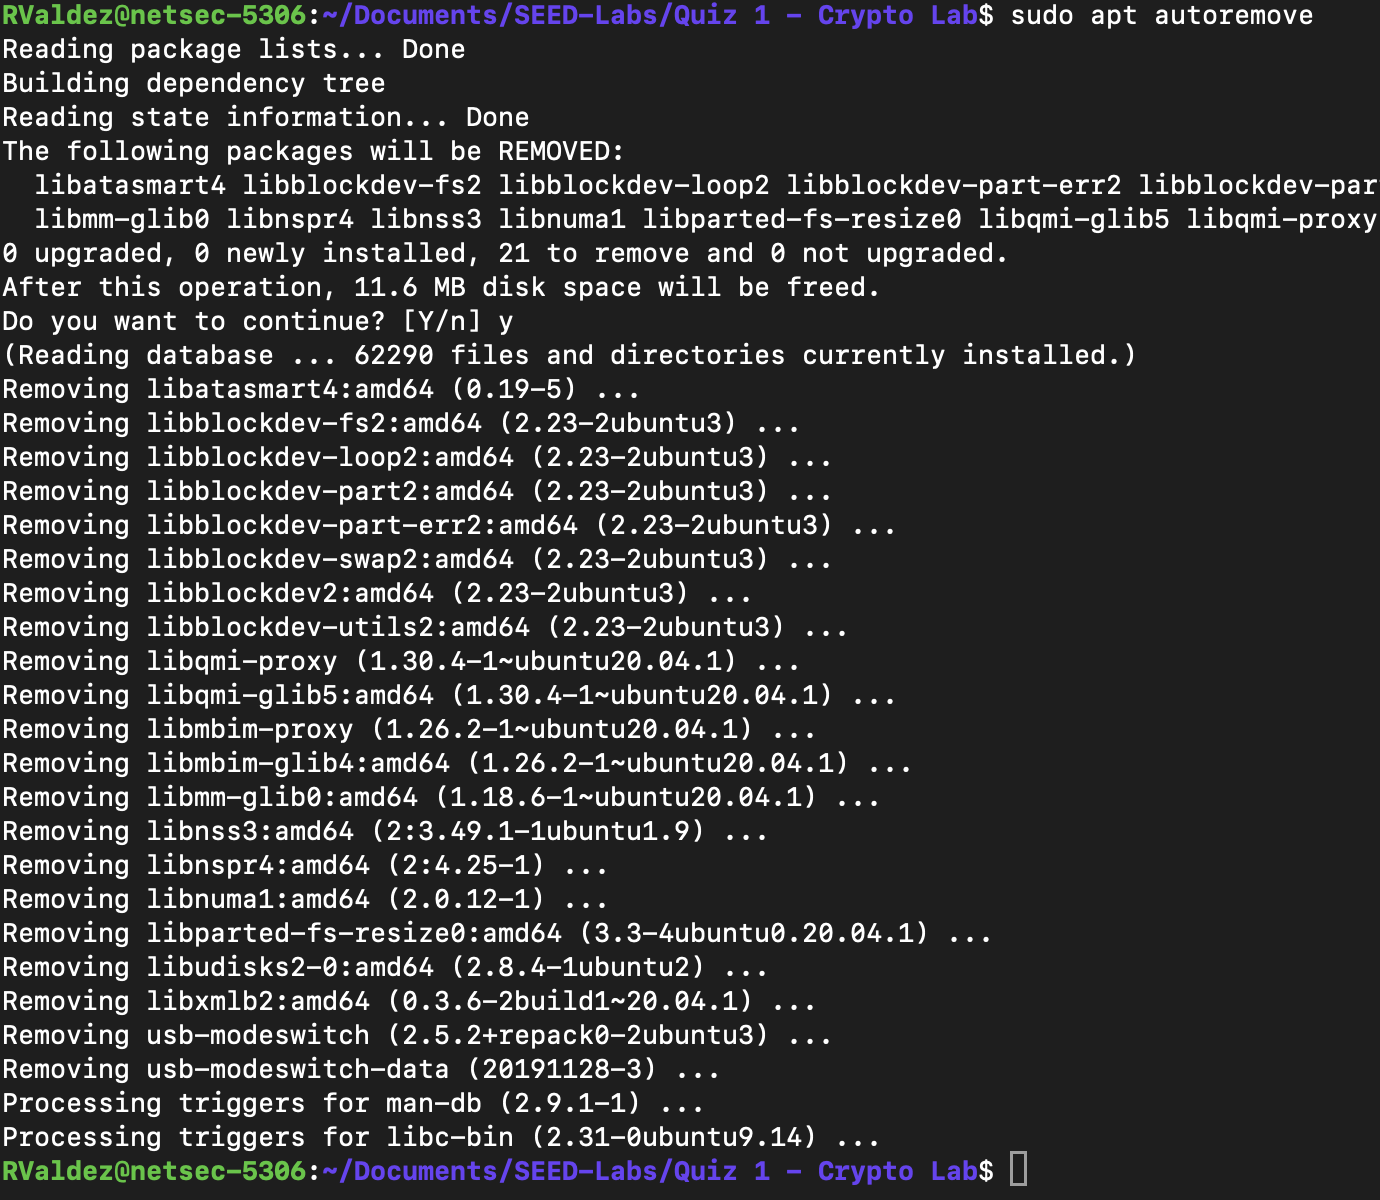 RValdez@netsec-5306:~/Documents/SEED-Labs/Quiz 1 - Crypto Lab$ sudo apt autoremove
Reading package lists... Done
Building dependency tree
Reading state information... Done
The following packages will be REMOVED:
  libatasmart4 libblockdev-fs2 libblockdev-loop2 libblockdev-part-err2 libblockdev-par
  libmm-glib0 libnspr4 libnss3 libnuma1 libparted-fs-resize0 libqmi-glib5 libqmi-proxy
0 upgraded, 0 newly installed, 21 to remove and 0 not upgraded.
After this operation, 11.6 MB disk space will be freed.
Do you want to continue? [Y/n] y
(Reading database ... 62290 files and directories currently installed.)
Removing libatasmart4:amd64 (0.19-5) ...
Removing libblockdev-fs2:amd64 (2.23-2ubuntu3) ...
Removing libblockdev-loop2:amd64 (2.23-2ubuntu3) ...
Removing libblockdev-part2:amd64 (2.23-2ubuntu3) ...
Removing libblockdev-part-err2:amd64 (2.23-2ubuntu3) ...
Removing libblockdev-swap2:amd64 (2.23-2ubuntu3) ...
Removing libblockdev2:amd64 (2.23-2ubuntu3) ...
Removing libblockdev-utils2:amd64 (2.23-2ubuntu3) ...
Removing libqmi-proxy (1.30.4-1~ubuntu20.04.1) ...
Removing libqmi-glib5:amd64 (1.30.4-1~ubuntu20.04.1) ...
Removing libmbim-proxy (1.26.2-1~ubuntu20.04.1) ...
Removing libmbim-glib4:amd64 (1.26.2-1~ubuntu20.04.1) ...
Removing libmm-glib0:amd64 (1.18.6-1~ubuntu20.04.1) ...
Removing libnss3:amd64 (2:3.49.1-1ubuntu1.9) ...
Removing libnspr4:amd64 (2:4.25-1) ...
Removing libnuma1:amd64 (2.0.12-1) ...
Removing libparted-fs-resize0:amd64 (3.3-4ubuntu0.20.04.1) ...
Removing libudisks2-0:amd64 (2.8.4-1ubuntu2) ...
Removing libxmlb2:amd64 (0.3.6-2build1~20.04.1) ...
Removing usb-modeswitch (2.5.2+repack0-2ubuntu3) ...
Removing usb-modeswitch-data (20191128-3) ...
Processing triggers for man-db (2.9.1-1) ...
Processing triggers for libc-bin (2.31-0ubuntu9.14) ...
RValdez@netsec-5306:~/Documents/SEED-Labs/Quiz 1 - Crypto Lab$